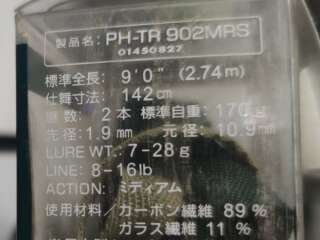 製品名: PH-TR 902MRS
01450827
標準全長: 9'0" (2.74m)
仕舞寸法: 142cm
継数: 2本 標準自重: 170g
先径: 1.9mm 元径: 10.9mm
LURE WT: 7-28g
LINE: 8-16lb
ACTION: ミディアム
使用材料/カーボン繊維 89%
ガラス繊維 11%